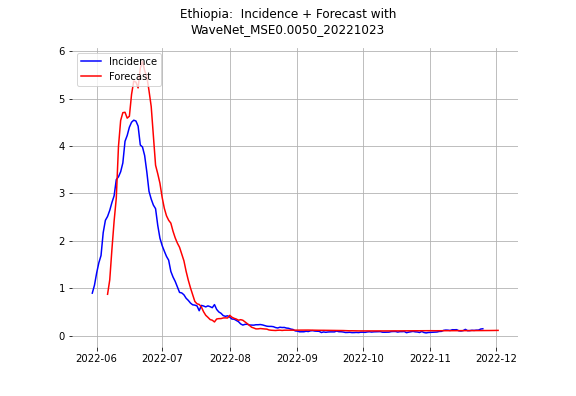 Ethiopia:  Incidence + Forecast with
WaveNet_MSE0.0050_20221023
Incidence
Forecast
6
5
4
3
2
1
0
2022-06 2022-07 2022-08 2022-09 2022-10 2022-11 2022-12